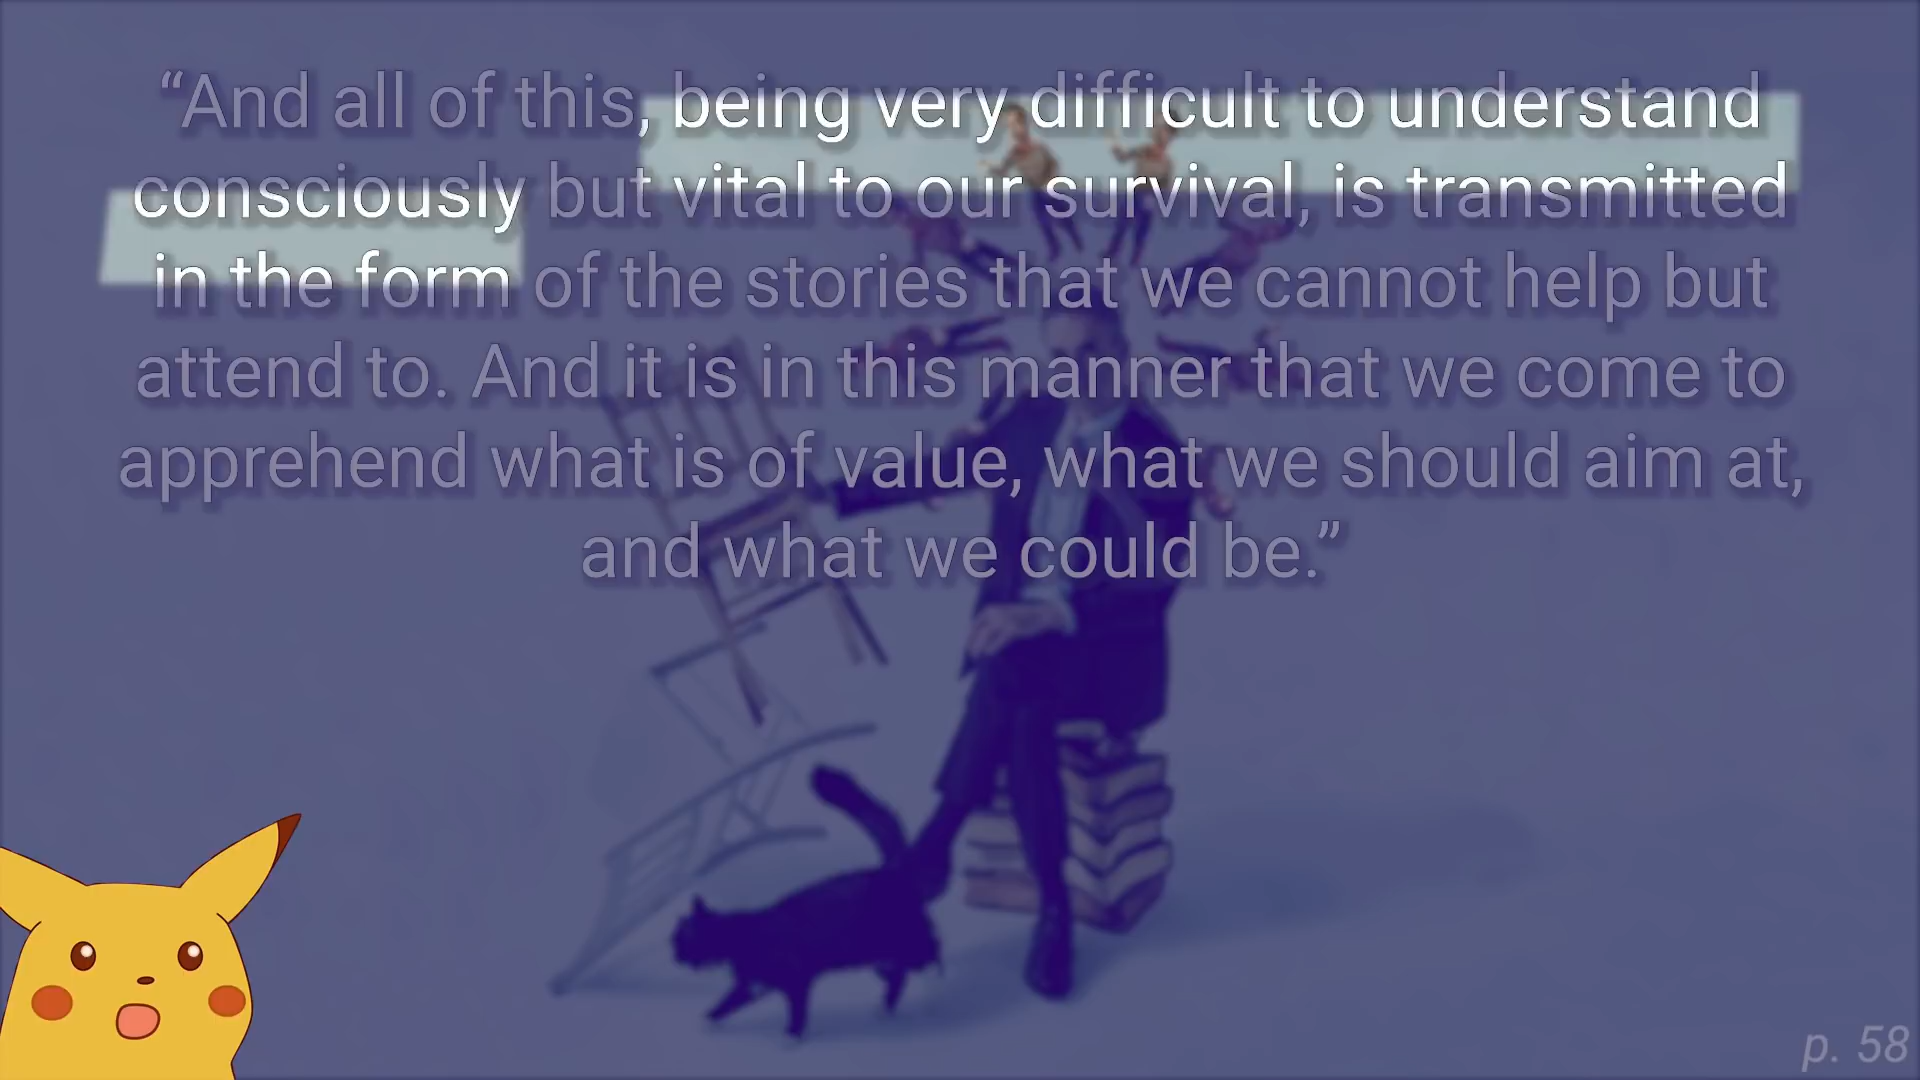 “And all of this, being very difficult to understand
consciously but vital to our survival, is transmitted
in the form of the stories that we cannot help but
attend to. And it is in this manner that we come to
apprehend what is of value, what we should aim at,
and what we could be.”
p. 58